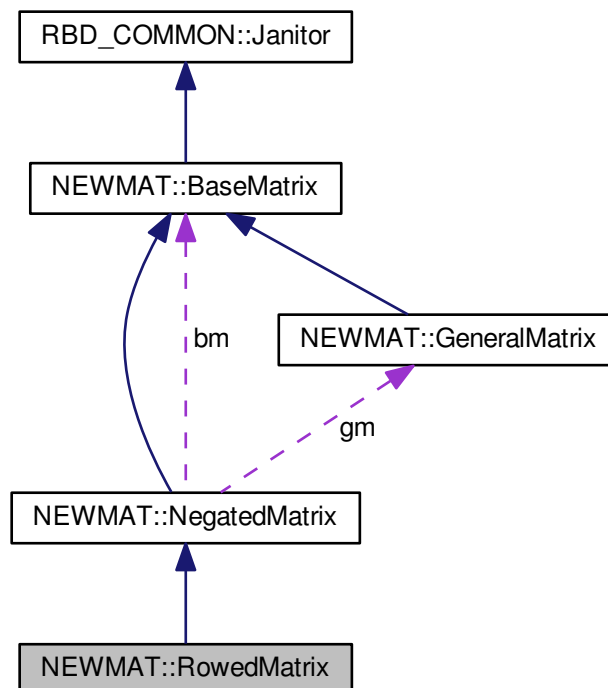 RBD_COMMON::Janitor
NEWMAT::BaseMatrix
NEWMAT::GeneralMatrix
bm
gm
NEWMAT::NegatedMatrix
NEWMAT::RowedMatrix